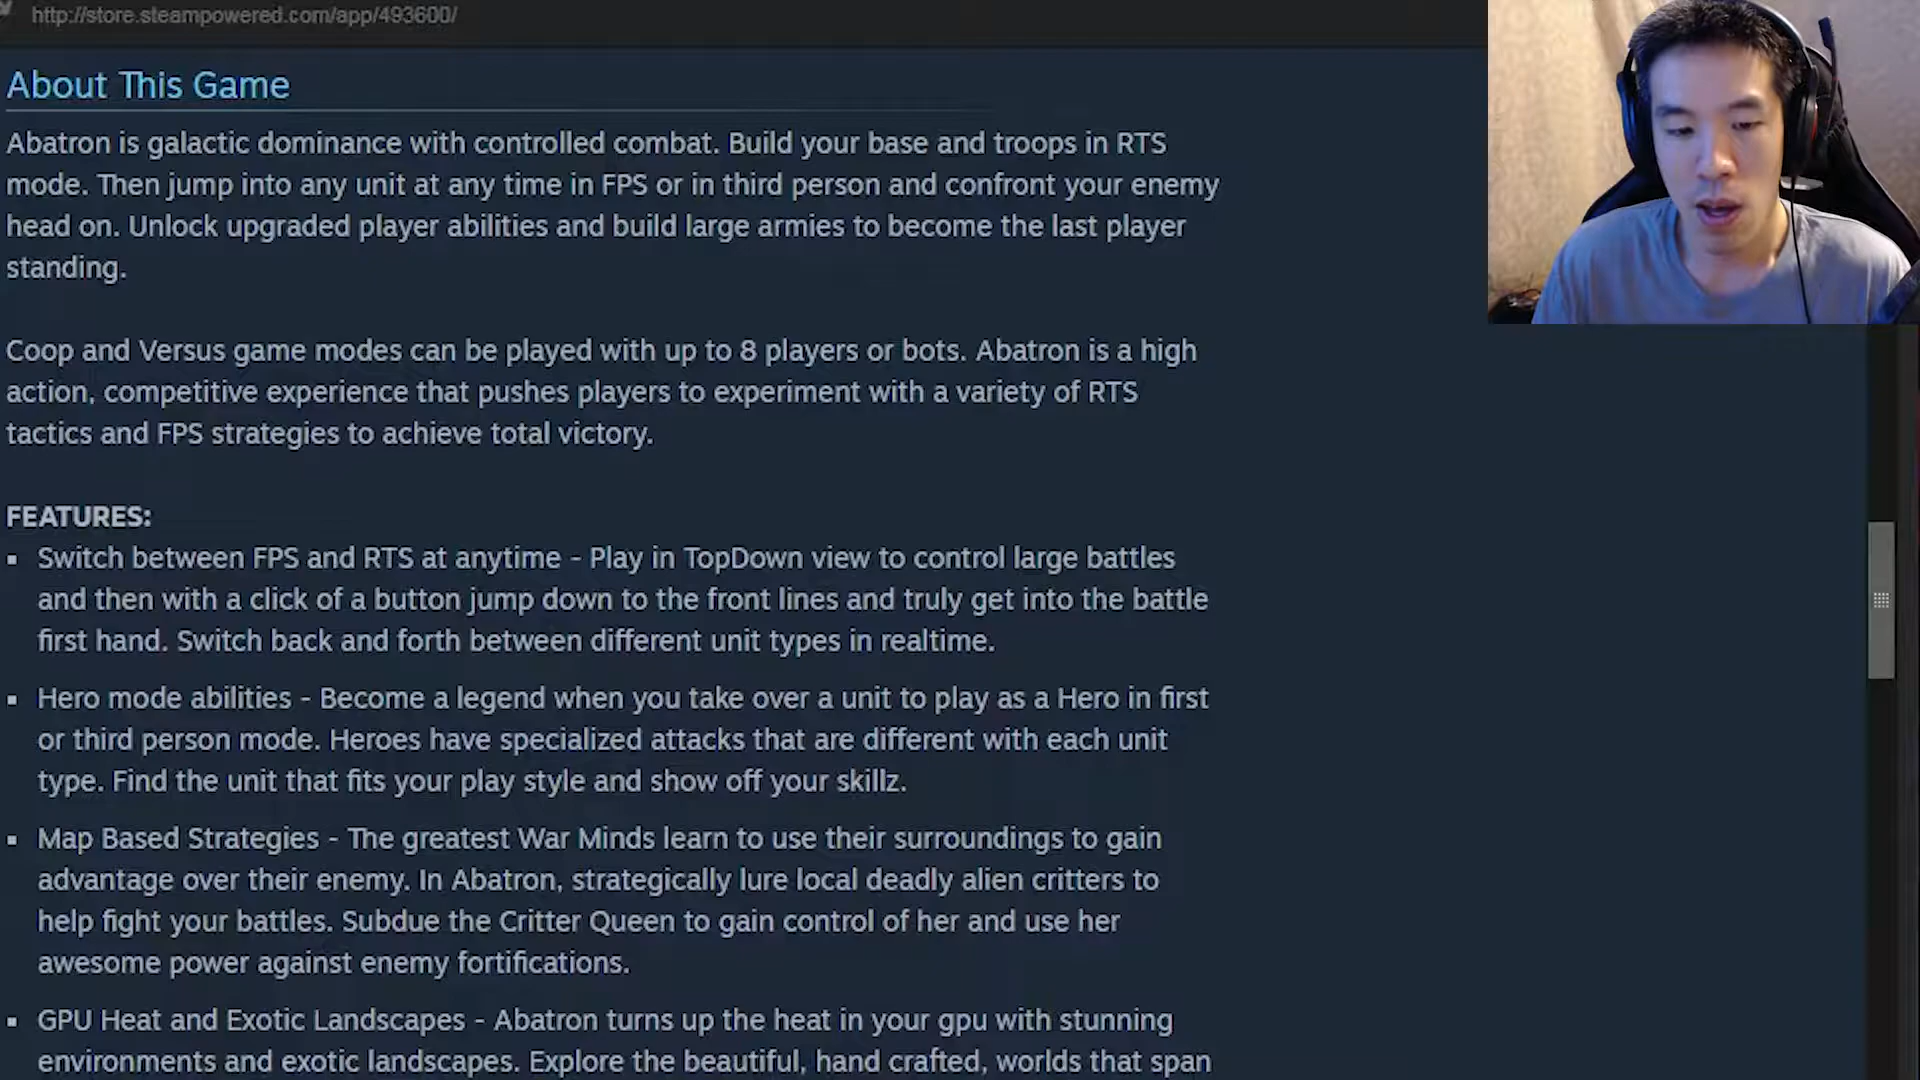 http://store.steampowered.com/app/493600/
About This Game
Abatron is galactic dominance with controlled combat. Build your base and troops in RTS
mode. Then jump into any unit at any time in FPS or in third person and confront your enemy
head on. Unlock upgraded player abilities and build large armies to become the last player
standing.
Coop and Versus game modes can be played with up to 8 players or bots. Abatron is a high
action, competitive experience that pushes players to experiment with a variety of RTS
tactics and FPS strategies to achieve total victory.
FEATURES:
▪ Switch between FPS and RTS at anytime - Play in TopDown view to control large battles
and then with a click of a button jump down to the front lines and truly get into the battle
first hand. Switch back and forth between different unit types in realtime.
▪ Hero mode abilities - Become a legend when you take over a unit to play as a Hero in first
or third person mode. Heroes have specialized attacks that are different with each unit
type. Find the unit that fits your play style and show off your skillz.
▪ Map Based Strategies - The greatest War Minds learn to use their surroundings to gain
advantage over their enemy. In Abatron, strategically lure local deadly alien critters to
help fight your battles. Subdue the Critter Queen to gain control of her and use her
awesome power against enemy fortifications.
▪ GPU Heat and Exotic Landscapes - Abatron turns up the heat in your gpu with stunning
environments and exotic landscapes. Explore the beautiful, hand crafted, worlds that span